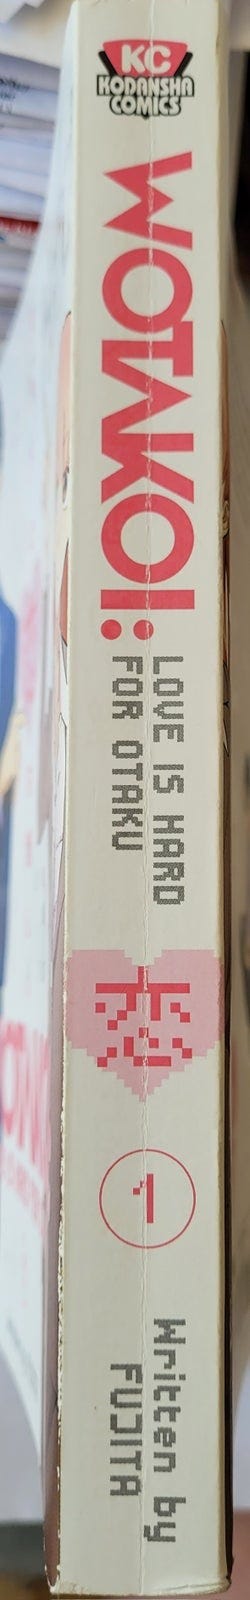 KC
KODANSHA
COMICS
WOTAKOI:
LOVE IS HARD
FOR OTAKU
恋
1
Written by
FUJITA